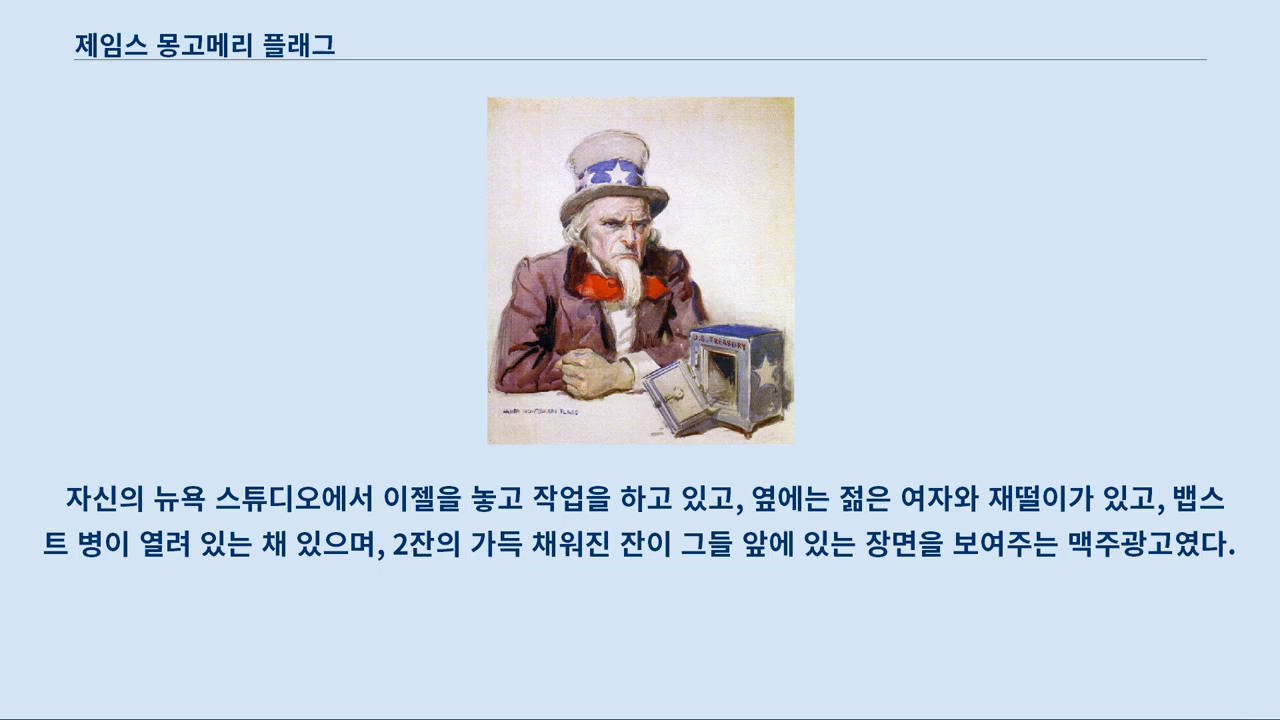 제임스 몽고메리 플래그
U.S. TREASURY
JAMES MONTGOMERY FLAGG
자신의 뉴욕 스튜디오에서 이젤을 놓고 작업을 하고 있고, 옆에는 젊은 여자와 재떨이가 있고, 뱁스
트 병이 열려 있는 채 있으며, 2잔의 가득 채워진 잔이 그들 앞에 있는 장면을 보여주는 맥주광고였다.